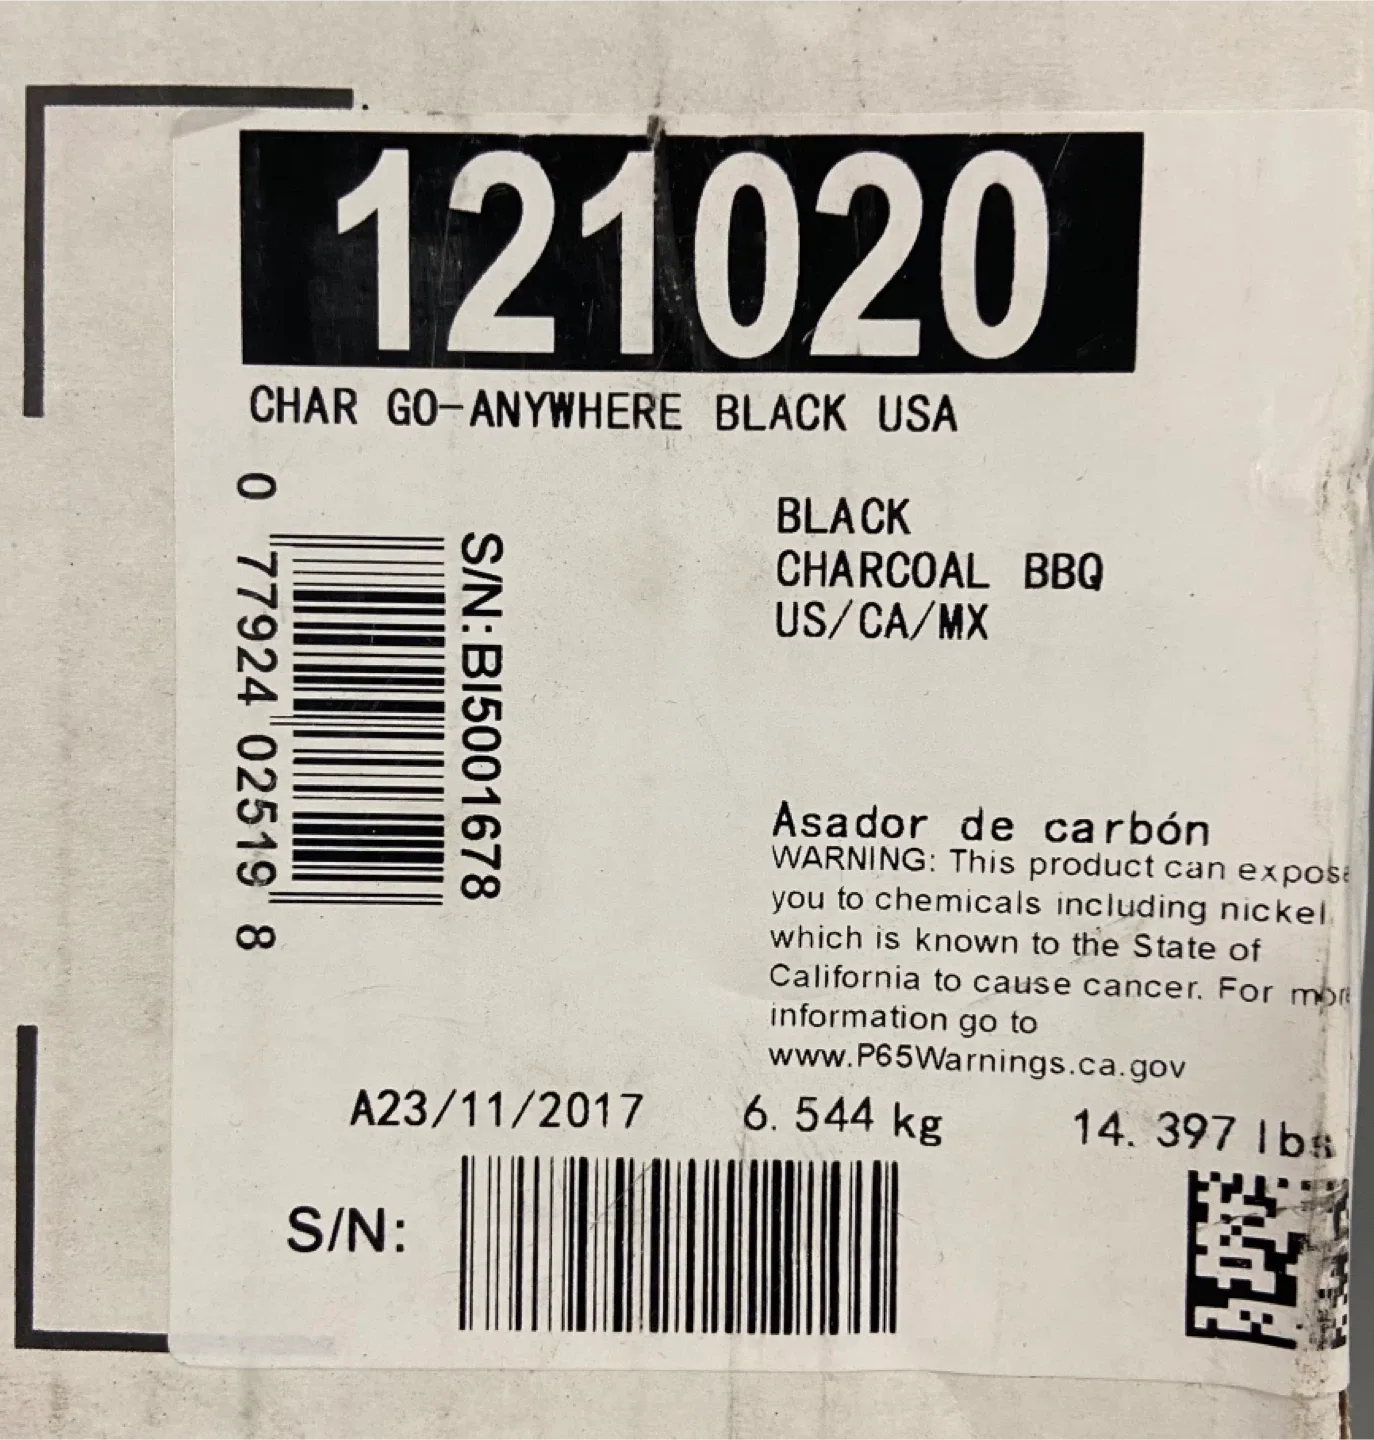 121020
CHAR GO-ANYWHERE BLACK USA
0 77924 02519 8
S/N:BI5001678
BLACK
CHARCOAL BBQ
US/CA/MX
Asador de carbón
WARNING: This product can expose
you to chemicals including nickel
which is known to the State of
California to cause cancer. For more
information go to
www.P65Warnings.ca.gov
A23/11/2017 6.544 kg 14.397 lbs
S/N: